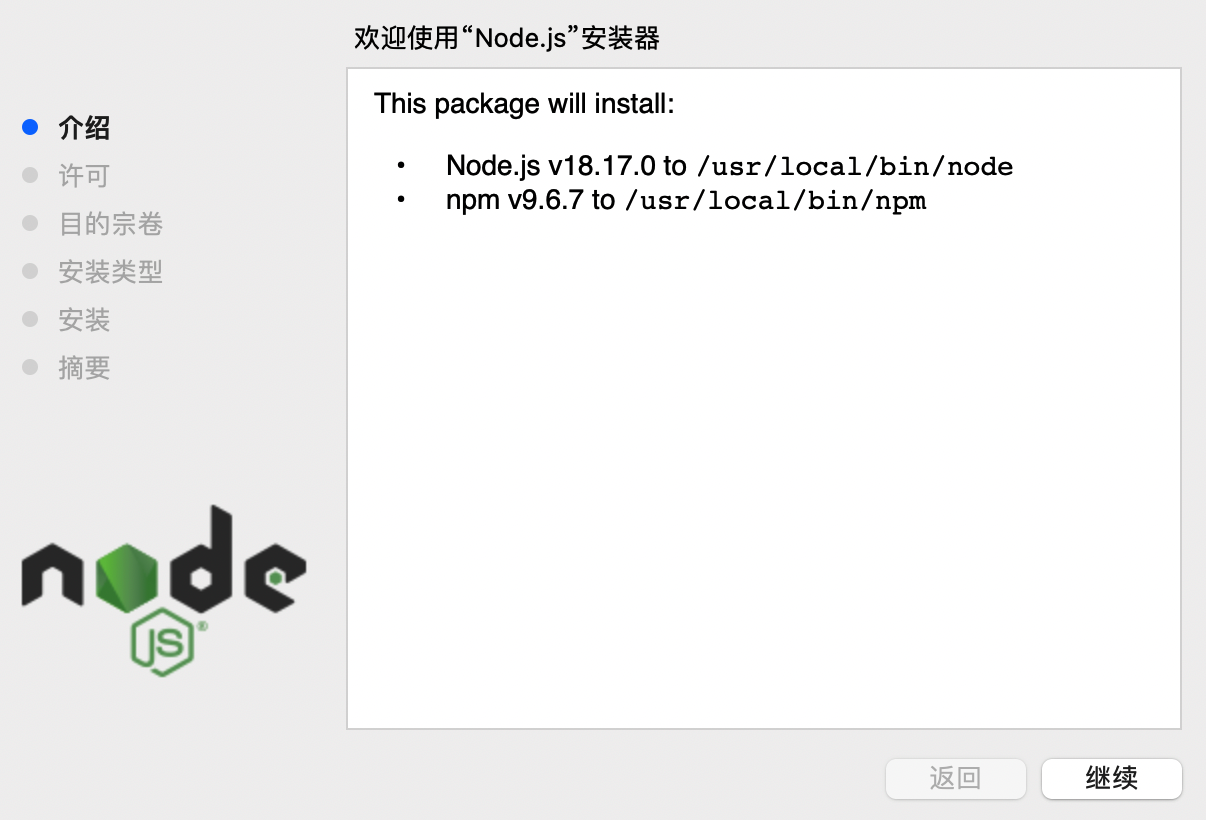 欢迎使用“Node.js”安装器
介绍
许可
目的宗卷
安装类型
安装
摘要
This package will install:
• Node.js v18.17.0 to /usr/local/bin/node
• npm v9.6.7 to /usr/local/bin/npm
node
JS®
返回
继续